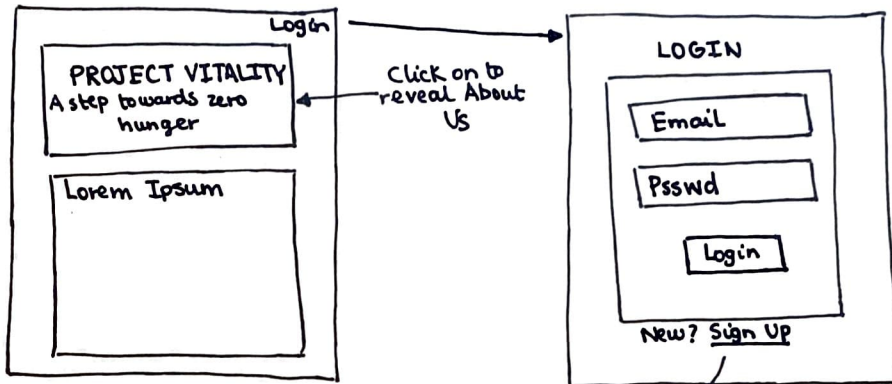 Login
PROJECT VITALITY
A step towards zero
hunger
Lorem Ipsum
Click on to
reveal About
Us
LOGIN
Email
Psswd
Login
New? Sign Up